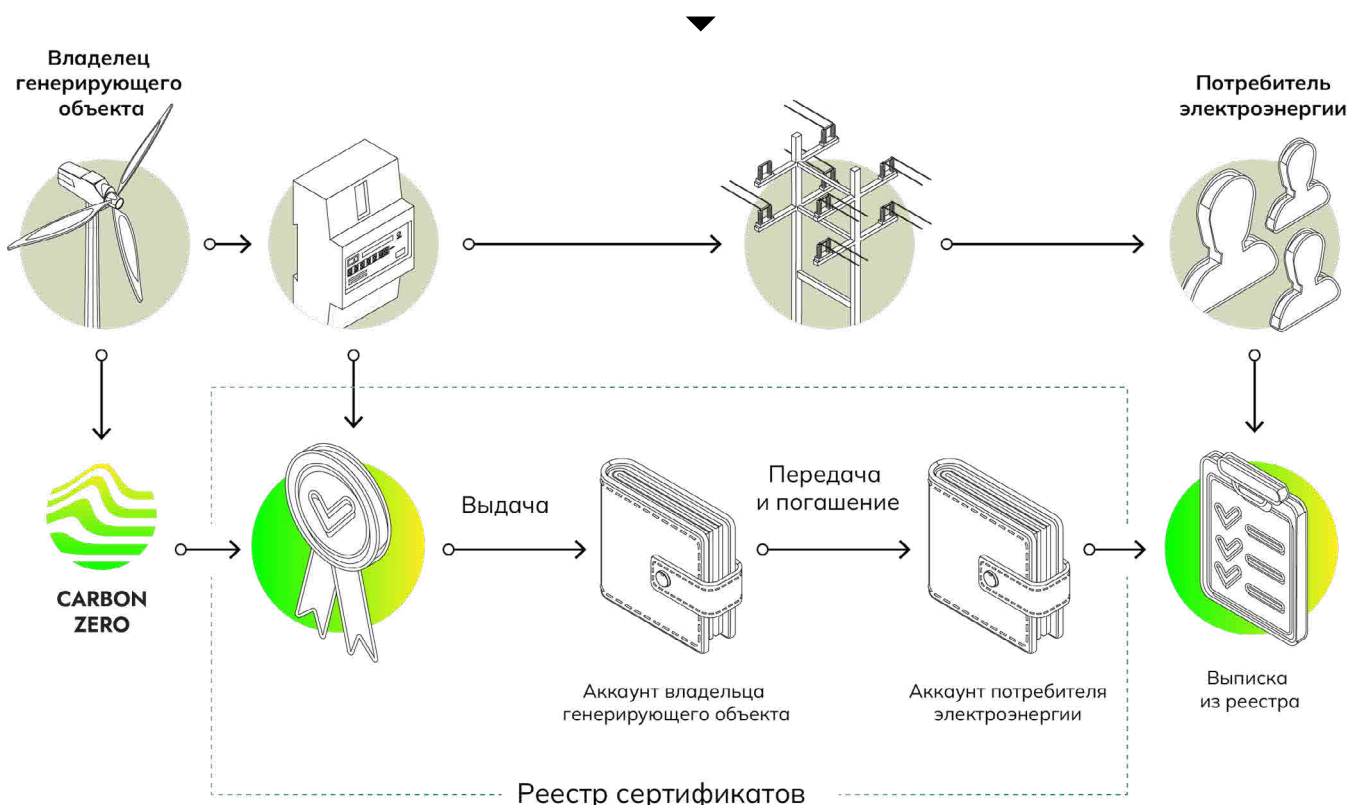 Владелец
генерирующего
объекта
Потребитель
электроэнергии
CARBON
ZERO
Выдача
Передача
и погашение
Аккаунт владельца
генерирующего объекта
Аккаунт потребителя
электроэнергии
Выписка
из реестра
Реестр сертификатов